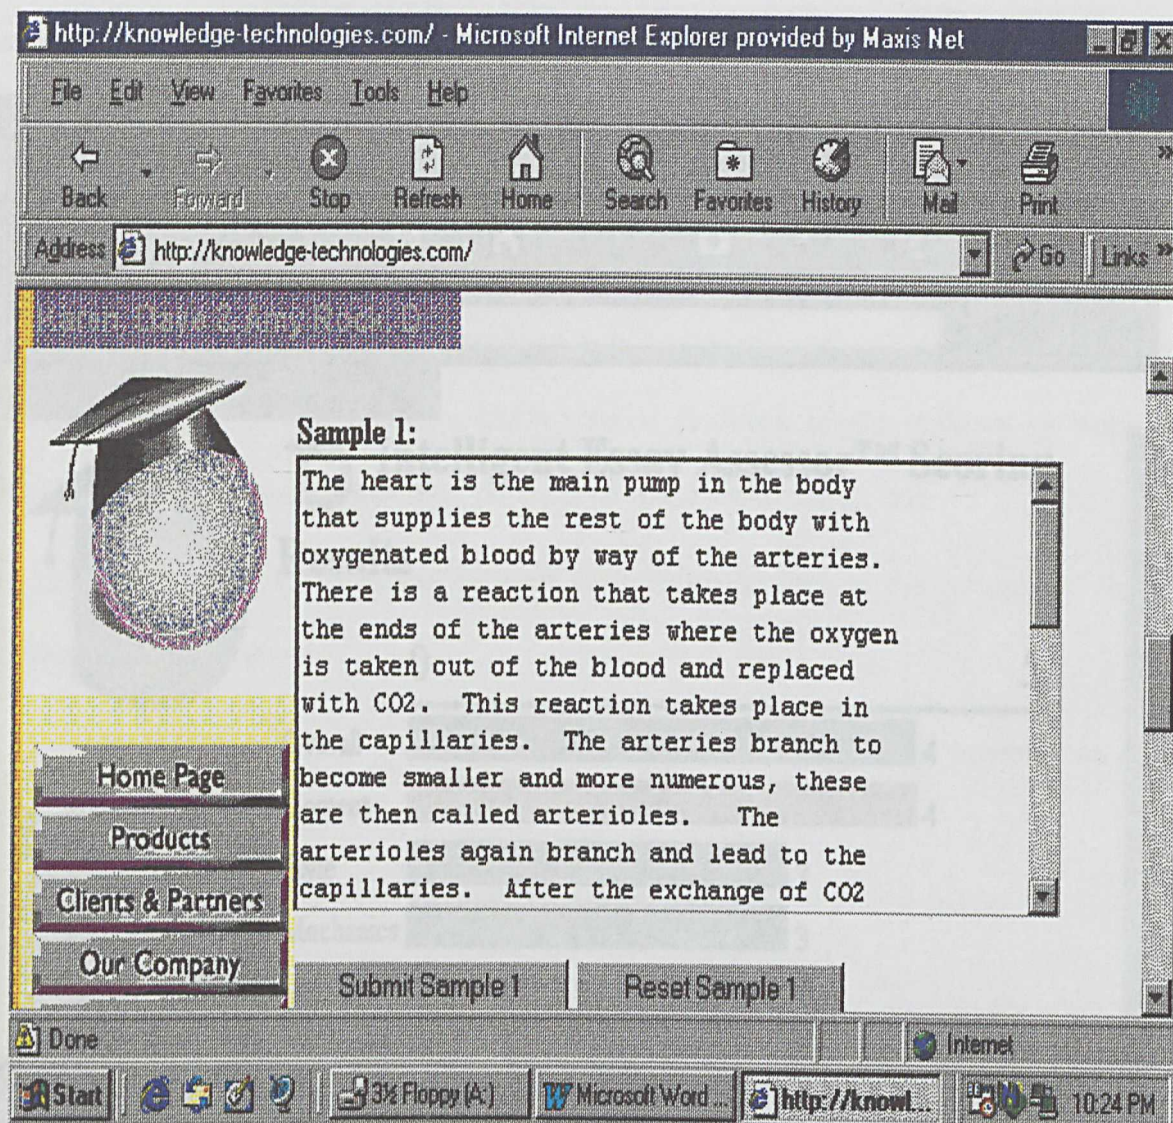 http://knowledge-technologies.com/ - Microsoft Internet Explorer provided by Maxis Net
File Edit View Favorites Tools Help
Back Forward Stop Refresh Home Search Favorites History Mail Print
Address http://knowledge-technologies.com/ Go Links
Sample 1:
The heart is the main pump in the body
that supplies the rest of the body with
oxygenated blood by way of the arteries.
There is a reaction that takes place at
the ends of the arteries where the oxygen
is taken out of the blood and replaced
with CO2. This reaction takes place in
the capillaries. The arteries branch to
become smaller and more numerous, these
are then called arterioles. The
arterioles again branch and lead to the
capillaries. After the exchange of CO2
Home Page
Products
Clients & Partners
Our Company
Submit Sample 1 Reset Sample 1
Done Internet
Start 3½ Floppy (A:) Microsoft Word ... http://knowl... 10:24 PM